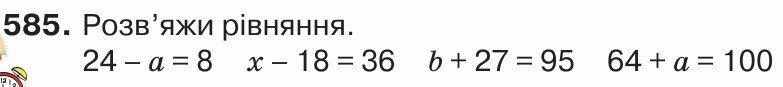 585. Розв’яжи рівняння.
24 – a = 8 x – 18 = 36 b + 27 = 95 64 + a = 100